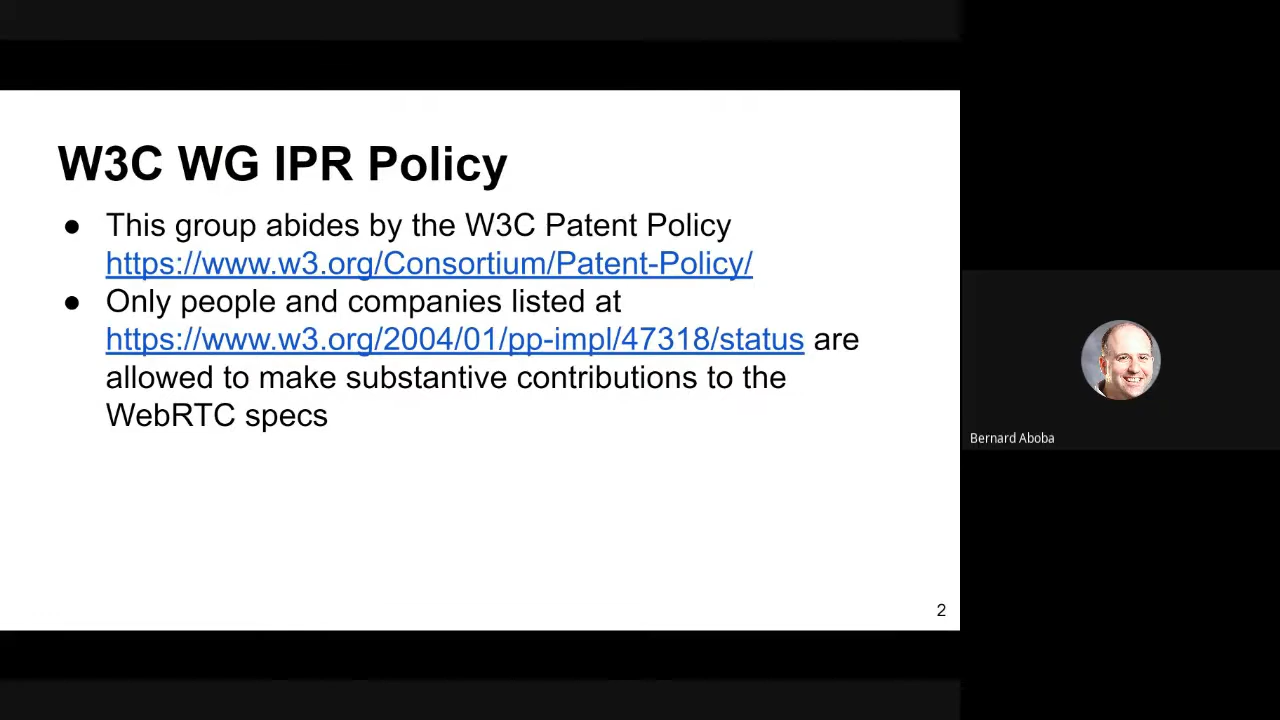 W3C WG IPR Policy
● This group abides by the W3C Patent Policy
https://www.w3.org/Consortium/Patent-Policy/
● Only people and companies listed at
https://www.w3.org/2004/01/pp-impl/47318/status are
allowed to make substantive contributions to the
WebRTC specs
2
Bernard Aboba